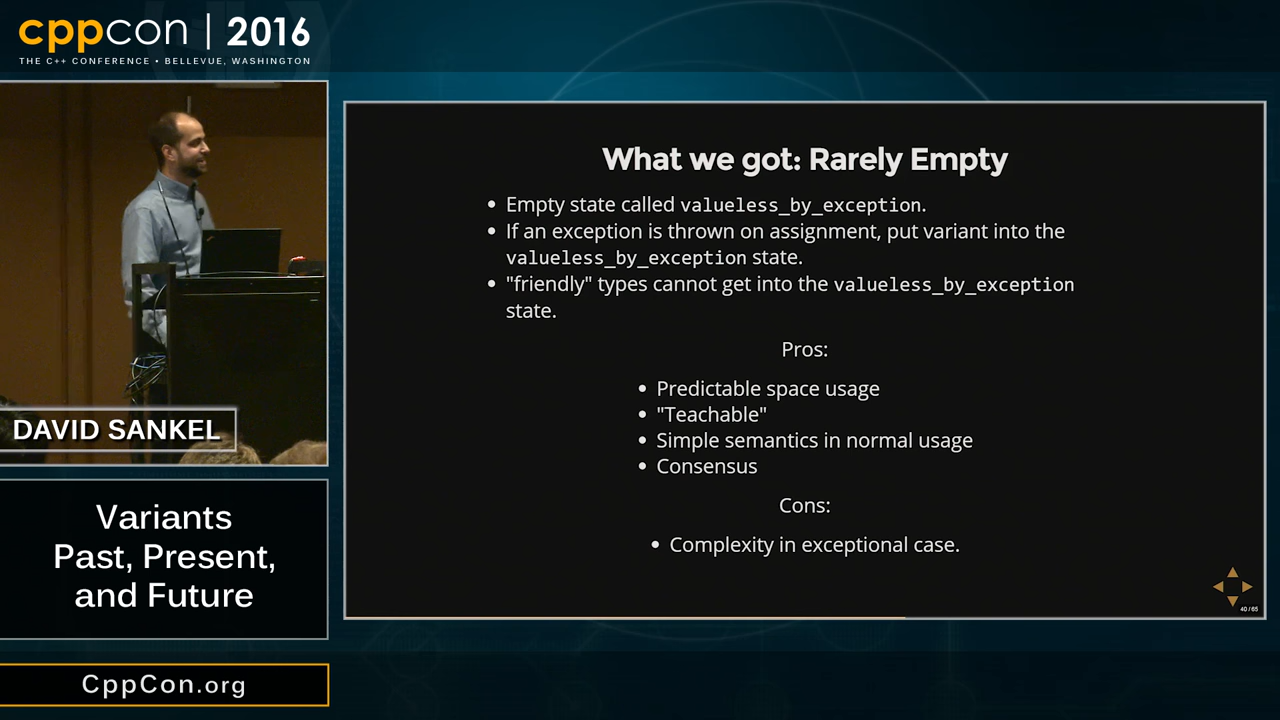 cppcon | 2016
THE C++ CONFERENCE • BELLEVUE, WASHINGTON
DAVID SANKEL
Variants
Past, Present,
and Future
CppCon.org
What we got: Rarely Empty
• Empty state called valueless_by_exception.
• If an exception is thrown on assignment, put variant into the
valueless_by_exception state.
• "friendly" types cannot get into the valueless_by_exception
state.
Pros:
• Predictable space usage
• "Teachable"
• Simple semantics in normal usage
• Consensus
Cons:
• Complexity in exceptional case.
40 / 65